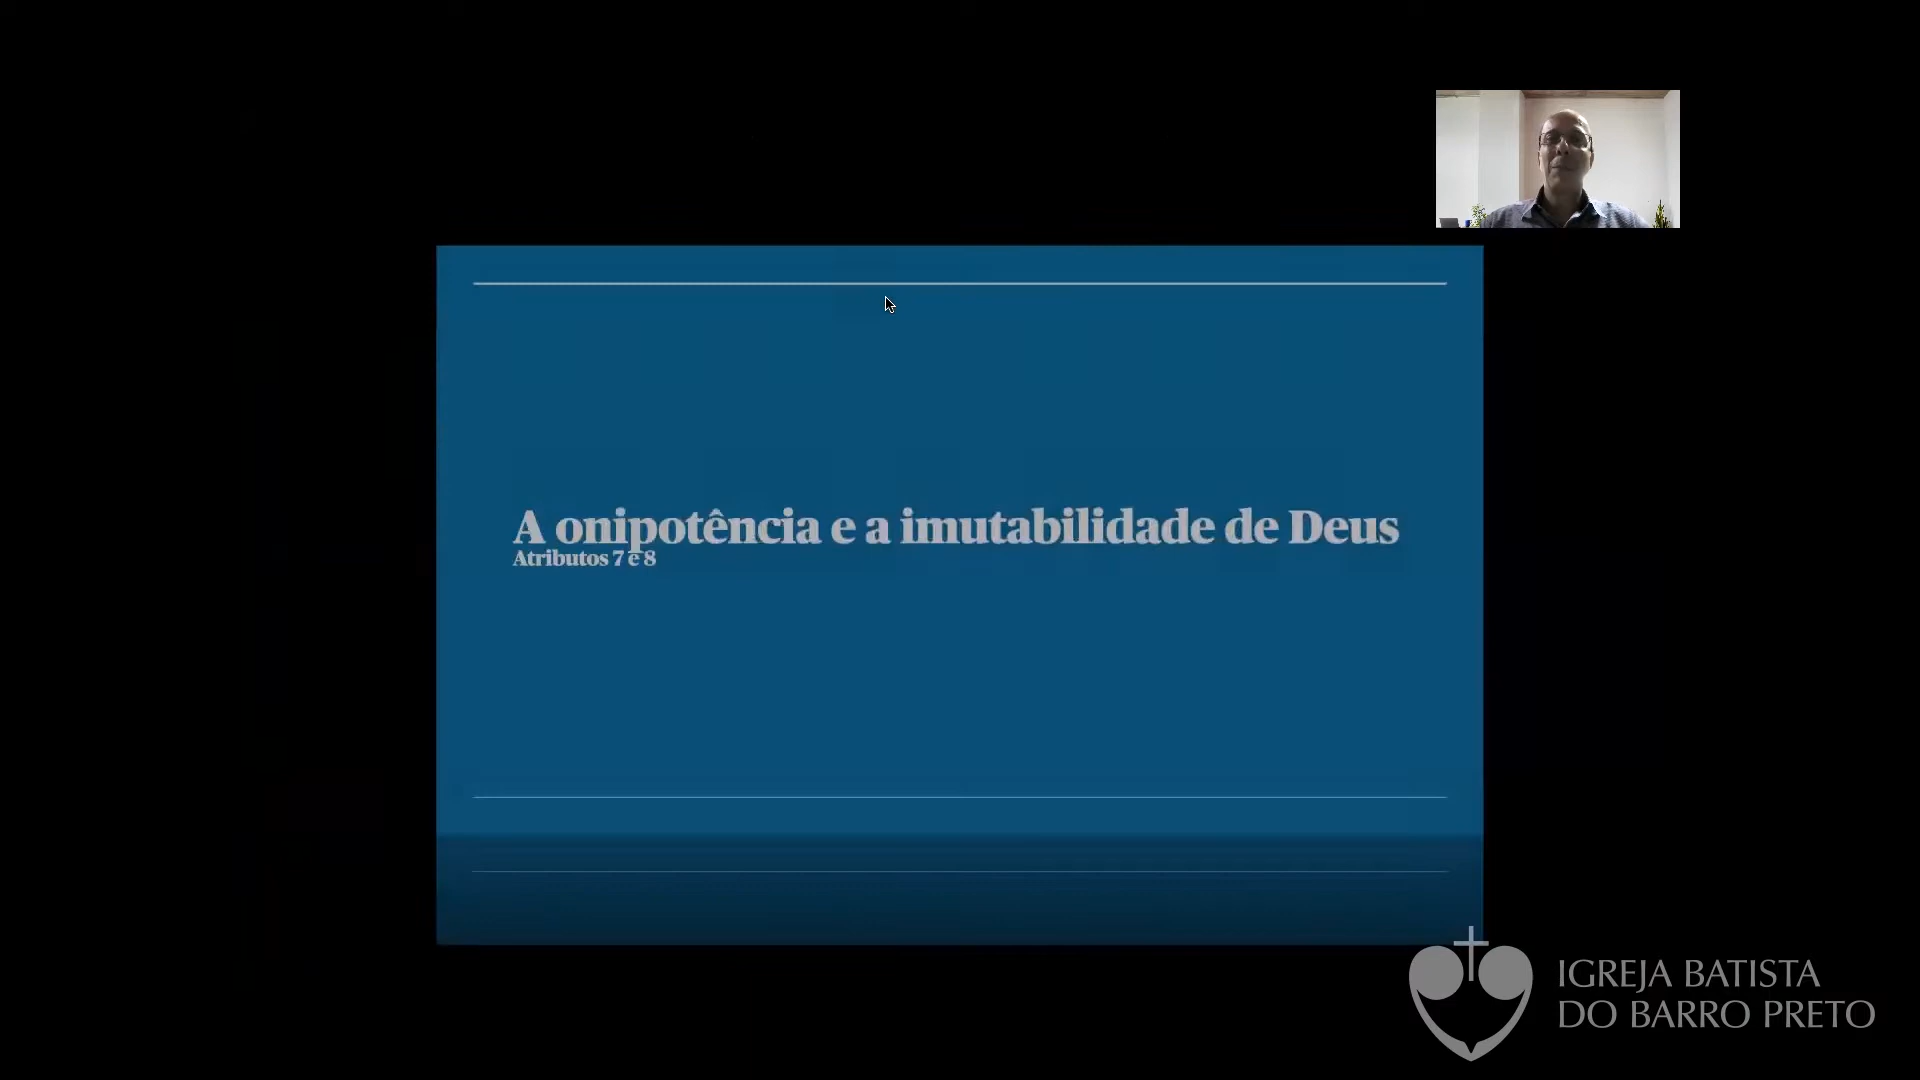 A onipotência e a imutabilidade de Deus
Atributos 7 e 8
IGREJA BATISTA
DO BARRO PRETO